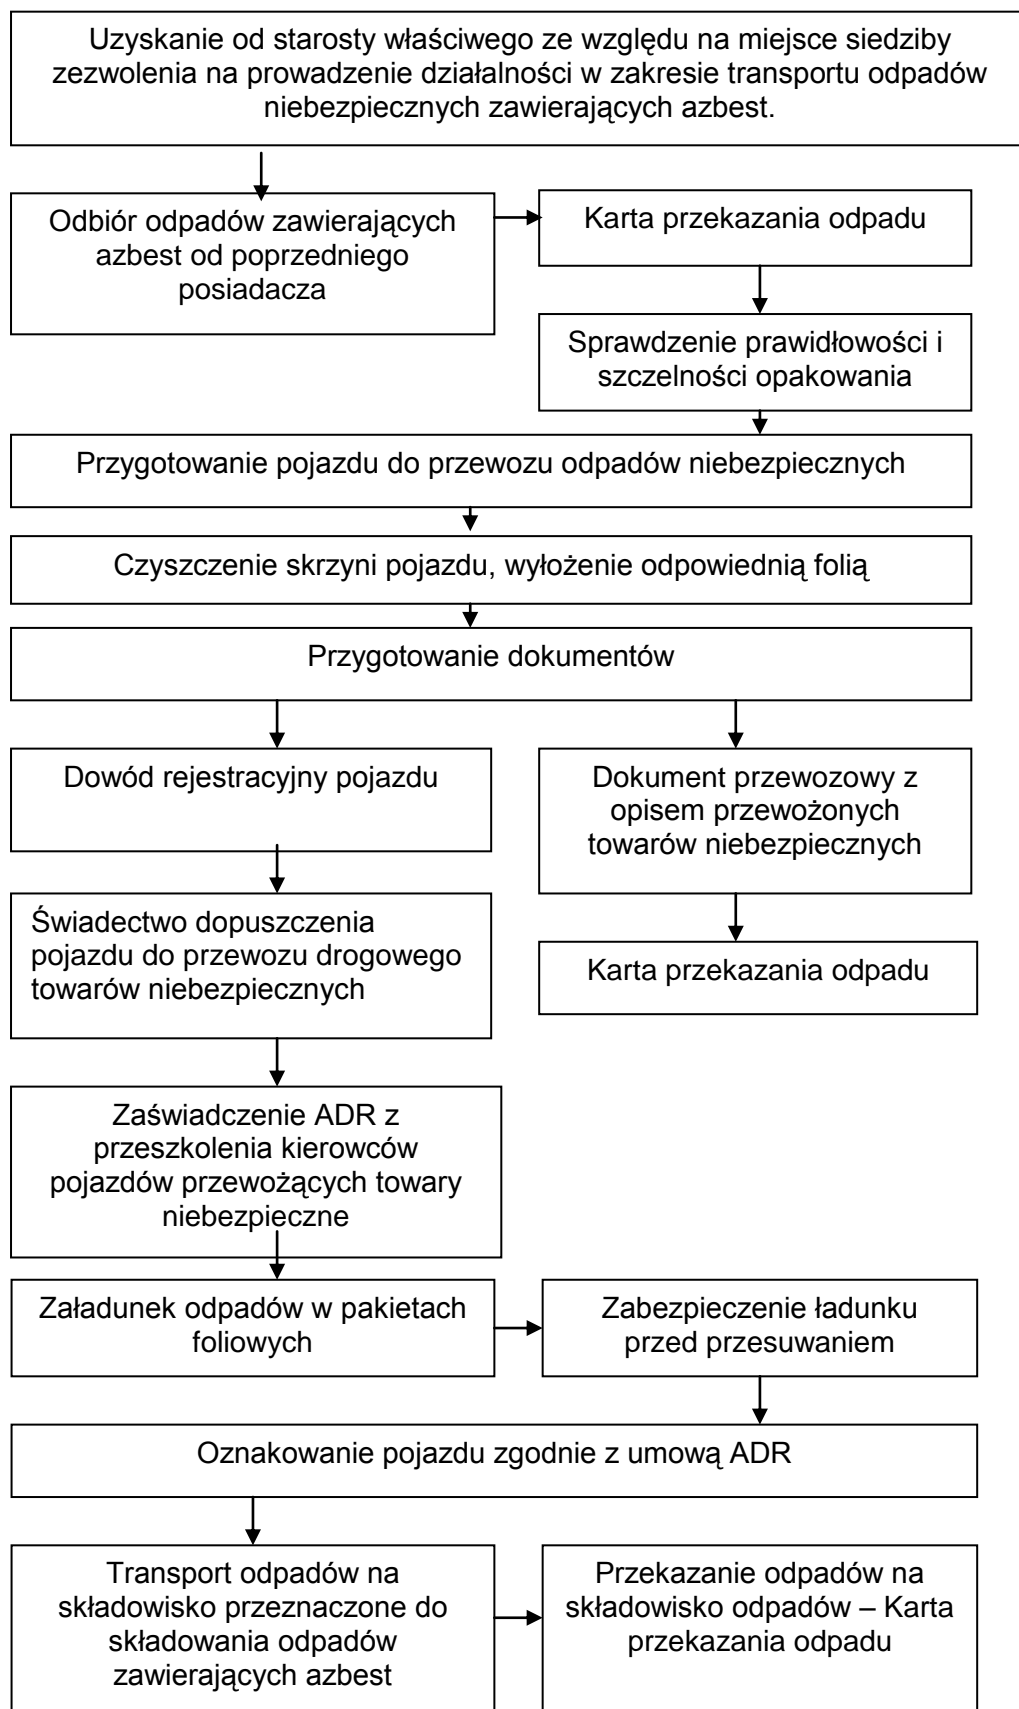 Uzyskanie od starosty właściwego ze względu na miejsce siedziby
zezwolenia na prowadzenie działalności w zakresie transportu odpadów
niebezpiecznych zawierających azbest.
Odbiór odpadów zawierających
azbest od poprzedniego
posiadacza
Karta przekazania odpadu
Sprawdzenie prawidłowości i
szczelności opakowania
Przygotowanie pojazdu do przewozu odpadów niebezpiecznych
Czyszczenie skrzyni pojazdu, wyłożenie odpowiednią folią
Przygotowanie dokumentów
Dowód rejestracyjny pojazdu
Dokument przewozowy z
opisem przewożonych
towarów niebezpiecznych
Świadectwo dopuszczenia
pojazdu do przewozu drogowego
towarów niebezpiecznych
Karta przekazania odpadu
Zaświadczenie ADR z
przeszkolenia kierowców
pojazdów przewożących towary
niebezpieczne
Załadunek odpadów w pakietach
foliowych
Zabezpieczenie ładunku
przed przesuwaniem
Oznakowanie pojazdu zgodnie z umową ADR
Transport odpadów na
składowisko przeznaczone do
składowania odpadów
zawierających azbest
Przekazanie odpadów na
składowisko odpadów – Karta
przekazania odpadu